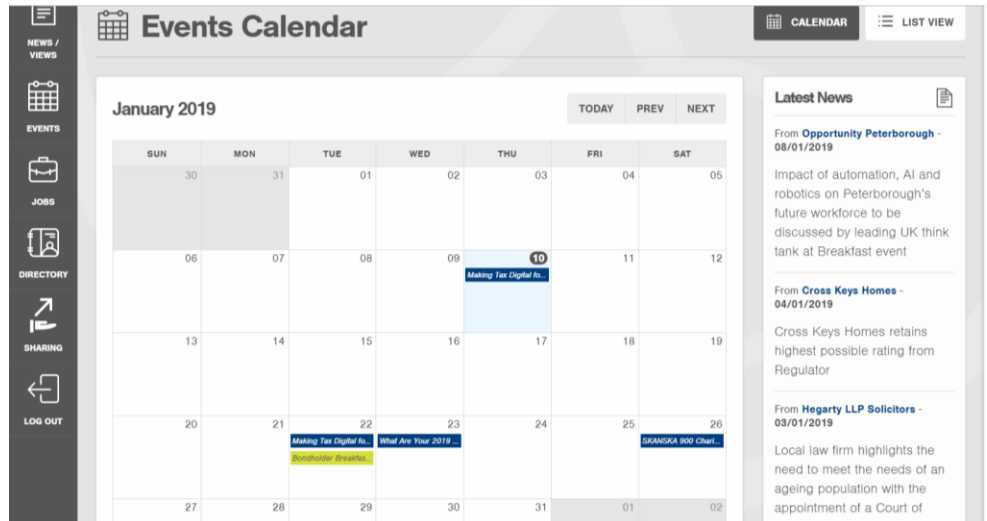 NEWS /
VIEWS
EVENTS
JOBS
DIRECTORY
SHARING
LOG OUT
Events Calendar
CALENDAR
LIST VIEW
January 2019
TODAY PREV NEXT
SUN MON TUE WED THU FRI SAT
30 31 01 02 03 04 05
06 07 08 09 10 11 12
Making Tax Digital fo...
13 14 15 16 17 18 19
20 21 22 23 24 25 26
Making Tax Digital fo... What Are Your 2019 ... SKANSKA 900 Chari...
Bondholder Breakfas...
27 28 29 30 31 01 02
Latest News
From Opportunity Peterborough -
08/01/2019
Impact of automation, AI and
robotics on Peterborough's
future workforce to be
discussed by leading UK think
tank at Breakfast event
From Cross Keys Homes -
04/01/2019
Cross Keys Homes retains
highest possible rating from
Regulator
From Hegarty LLP Solicitors -
03/01/2019
Local law firm highlights the
need to meet the needs of an
ageing population with the
appointment of a Court of